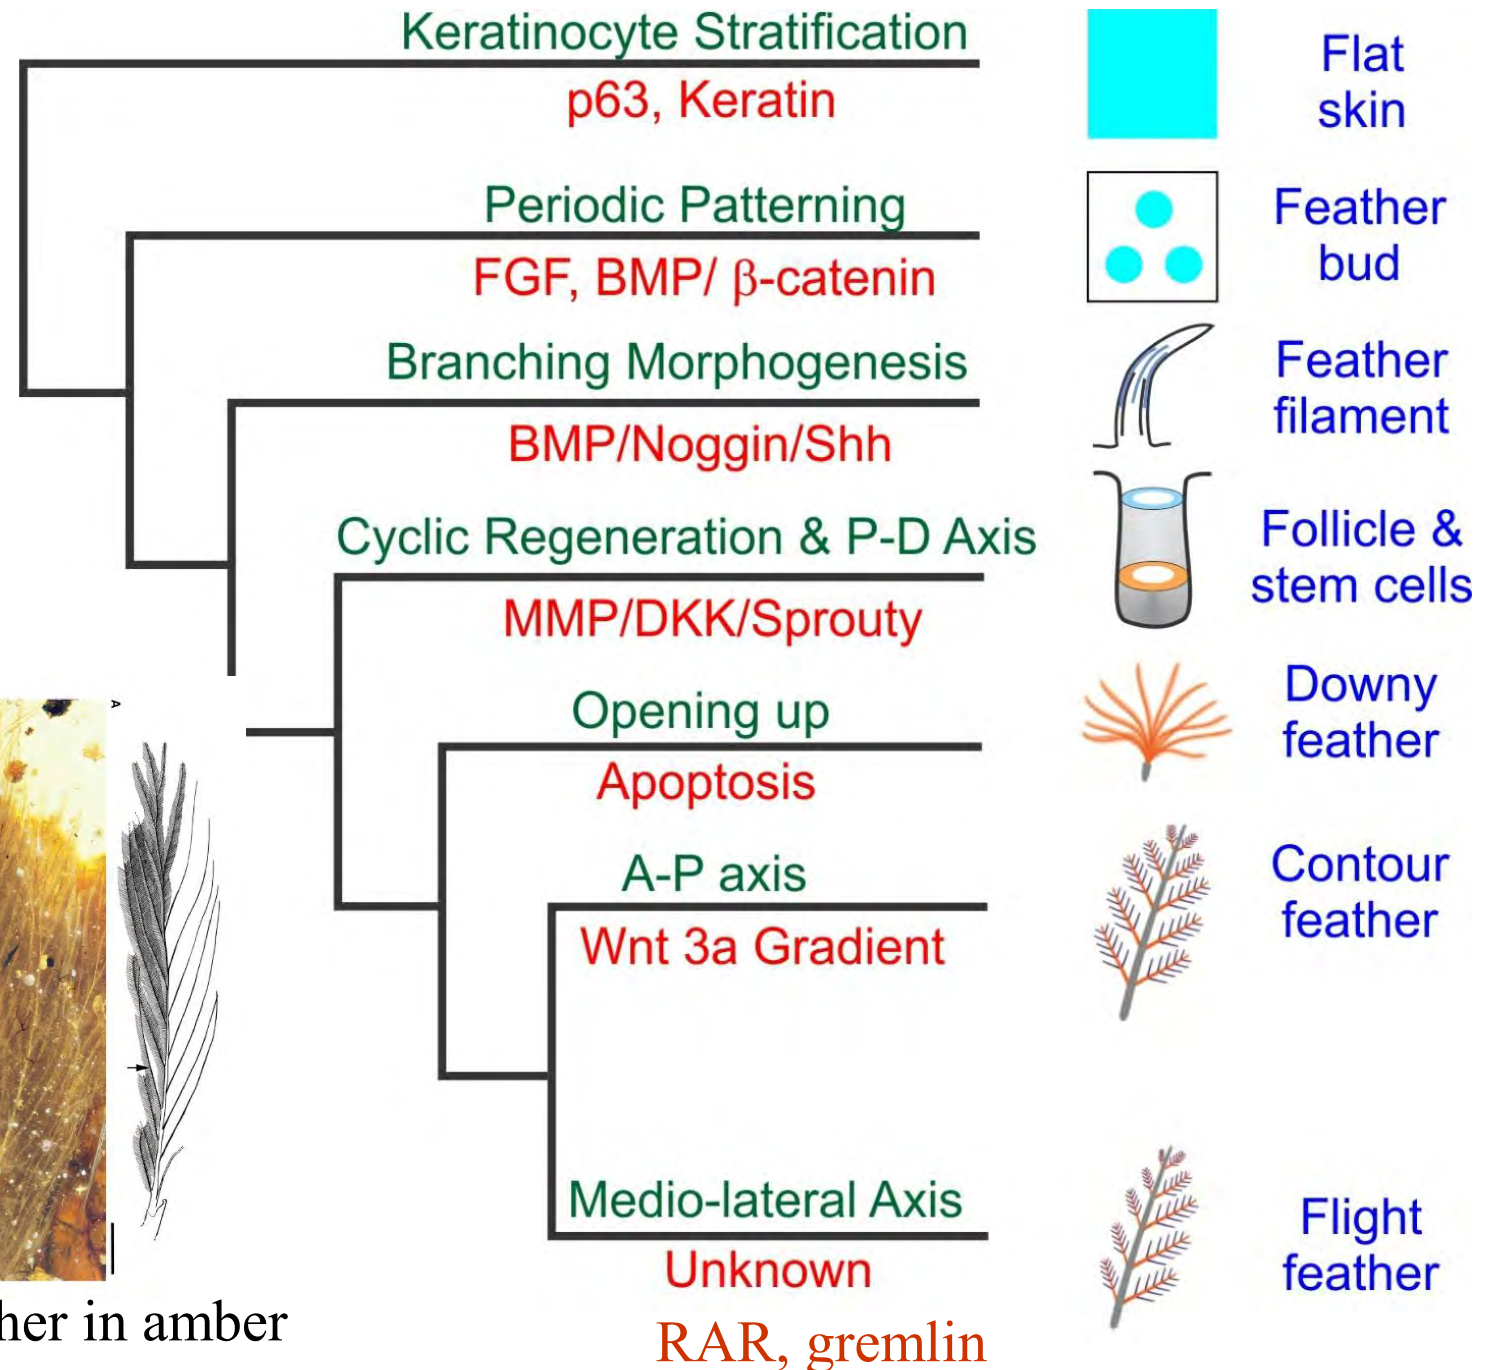 Keratinocyte Stratification
p63, Keratin
Flat
skin
Periodic Patterning
FGF, BMP/ β-catenin
Feather
bud
Branching Morphogenesis
BMP/Noggin/Shh
Feather
filament
Cyclic Regeneration & P-D Axis
MMP/DKK/Sprouty
Follicle &
stem cells
Opening up
Apoptosis
Downy
feather
A
A-P axis
Wnt 3a Gradient
Contour
feather
Medio-lateral Axis
Unknown
Flight
feather
her in amber
RAR, gremlin